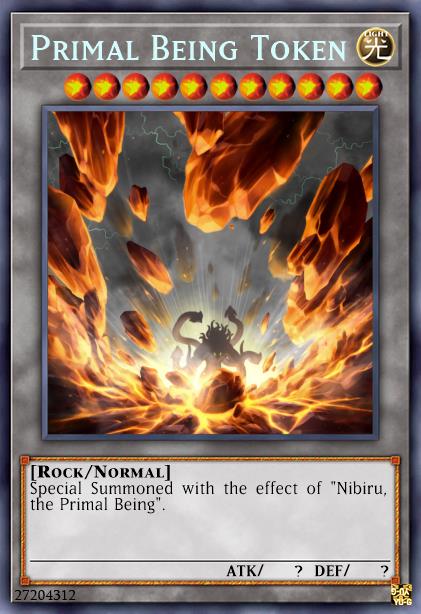 PRIMAL BEING TOKEN
LIGHT
光
[ROCK/NORMAL]
Special Summoned with the effect of "Nibiru,
the Primal Being".
ATK/ ? DEF/ ?
27204312